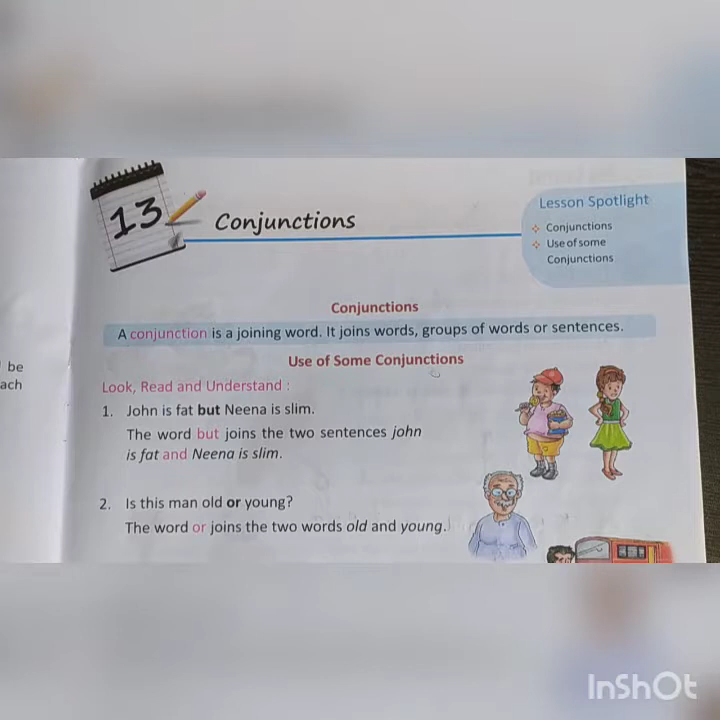 13
Conjunctions
Lesson Spotlight
Conjunctions
Use of some
Conjunctions
Conjunctions
A conjunction is a joining word. It joins words, groups of words or sentences.
Use of Some Conjunctions
be
ach
Look, Read and Understand :
1. John is fat but Neena is slim.
The word but joins the two sentences john
is fat and Neena is slim.
2. Is this man old or young?
The word or joins the two words old and young.
InShOt